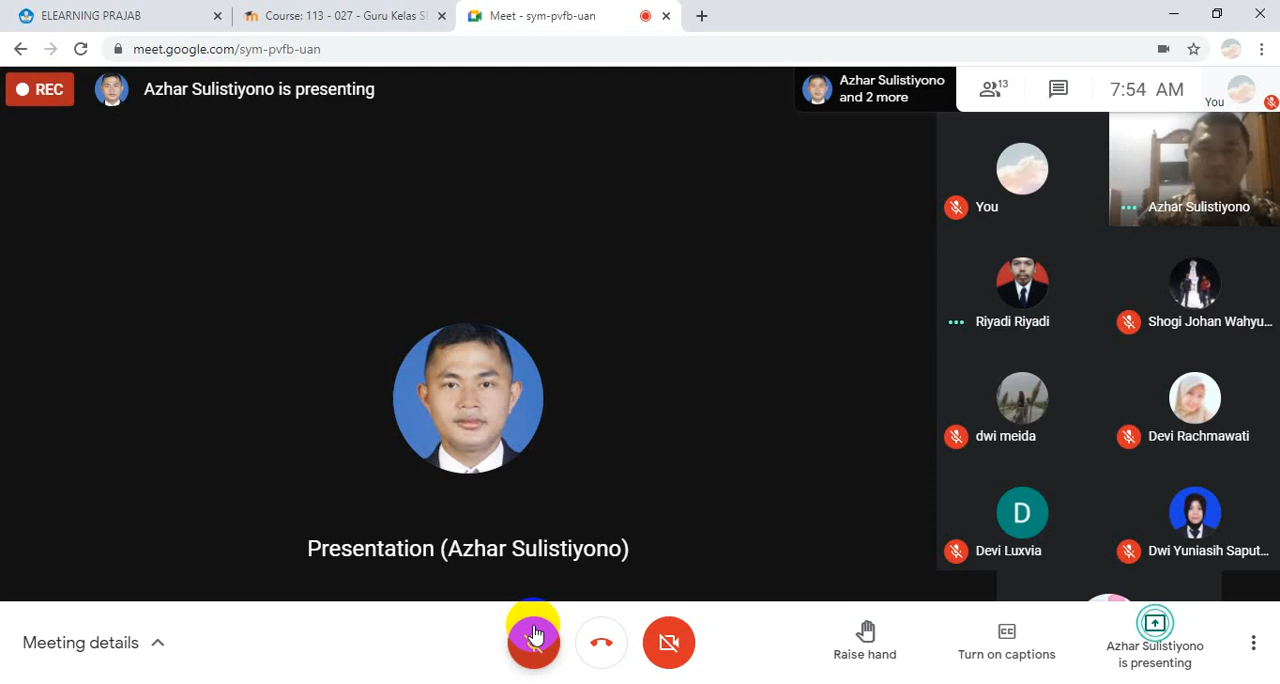 ELEARNING PRAJAB
Course: 113 - 027 - Guru Kelas S
Meet - sym-pvfb-uan
meet.google.com/sym-pvfb-uan
REC
Azhar Sulistiyono is presenting
Azhar Sulistiyono
and 2 more
13
7:54 AM
You
You
Azhar Sulistiyono
Riyadi Riyadi
Shogi Johan Wahyu...
dwi meida
Devi Rachmawati
D
Devi Luxvia
Dwi Yuniasih Saput...
Presentation (Azhar Sulistiyono)
Meeting details
Raise hand
CC
Turn on captions
Azhar Sulistiyono
is presenting